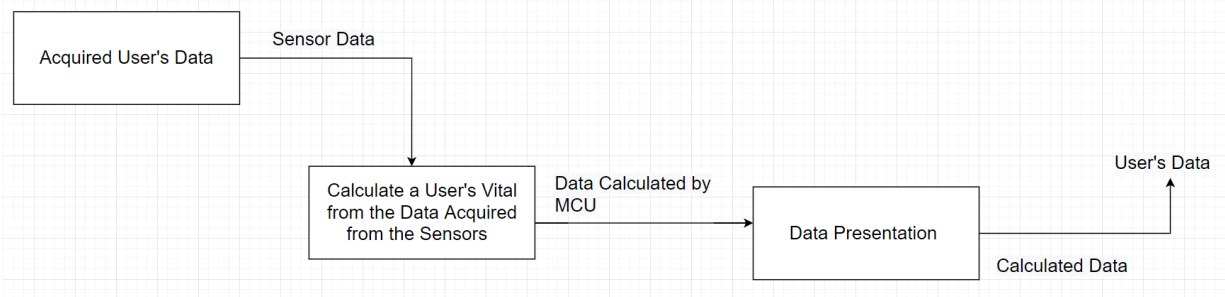 Acquired User's Data
Sensor Data
Calculate a User's Vital
from the Data Acquired
from the Sensors
Data Calculated by
MCU
Data Presentation
User's Data
Calculated Data